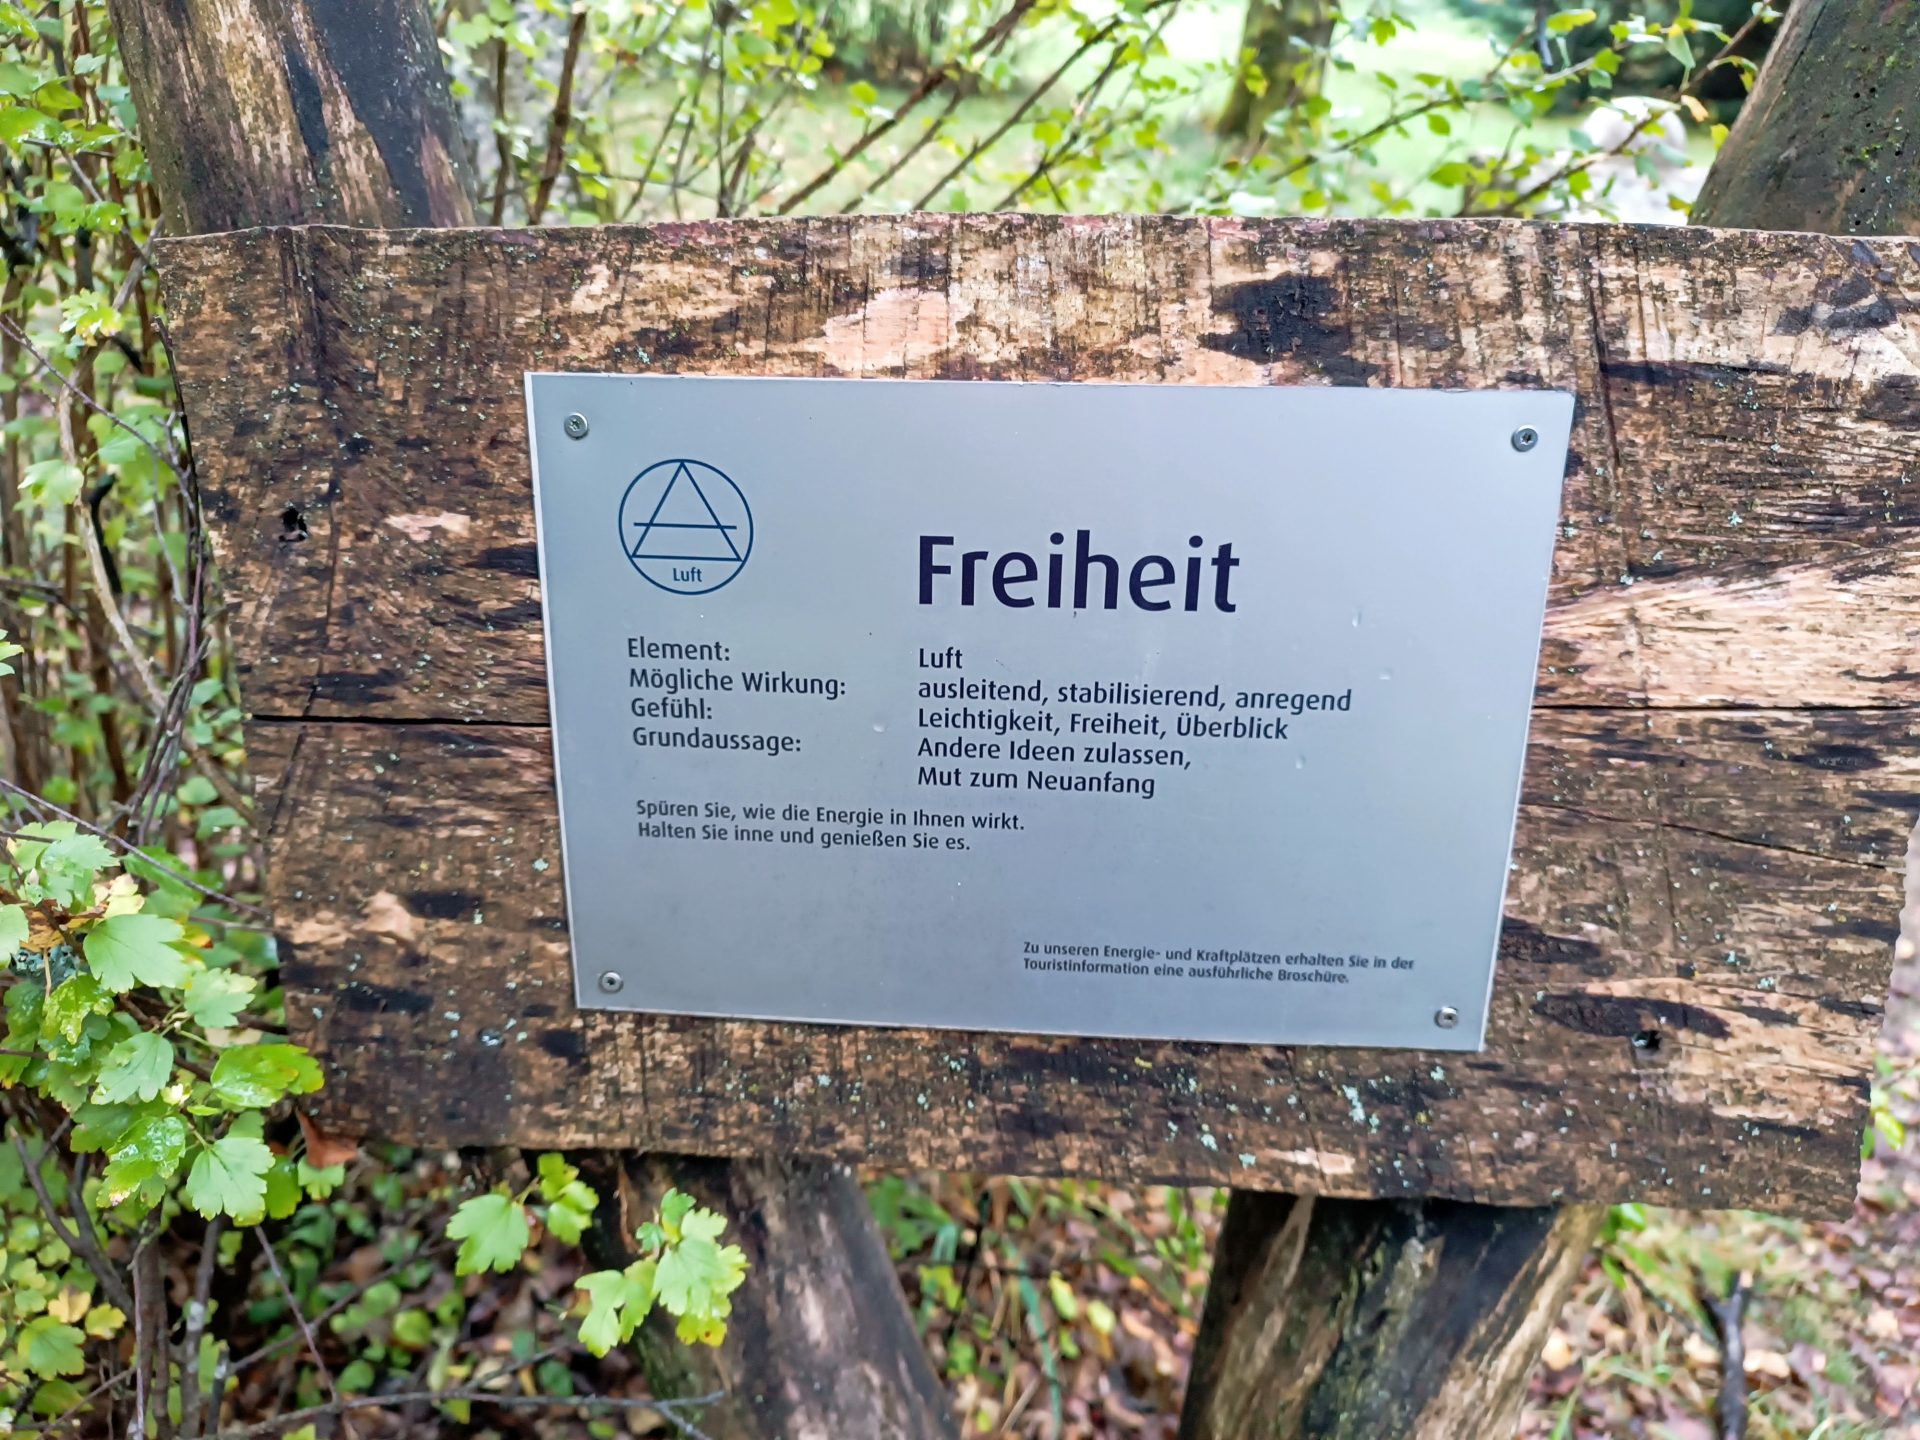 Luft
Freiheit
Element: Luft
Mögliche Wirkung: ausleitend, stabilisierend, anregend
Gefühl: Leichtigkeit, Freiheit, Überblick
Grundaussage: Andere Ideen zulassen,
Mut zum Neuanfang
Spüren Sie, wie die Energie in Ihnen wirkt.
Halten Sie inne und genießen Sie es.
Zu unseren Energie- und Kraftplätzen erhalten Sie in der
Touristinformation eine ausführliche Broschüre.